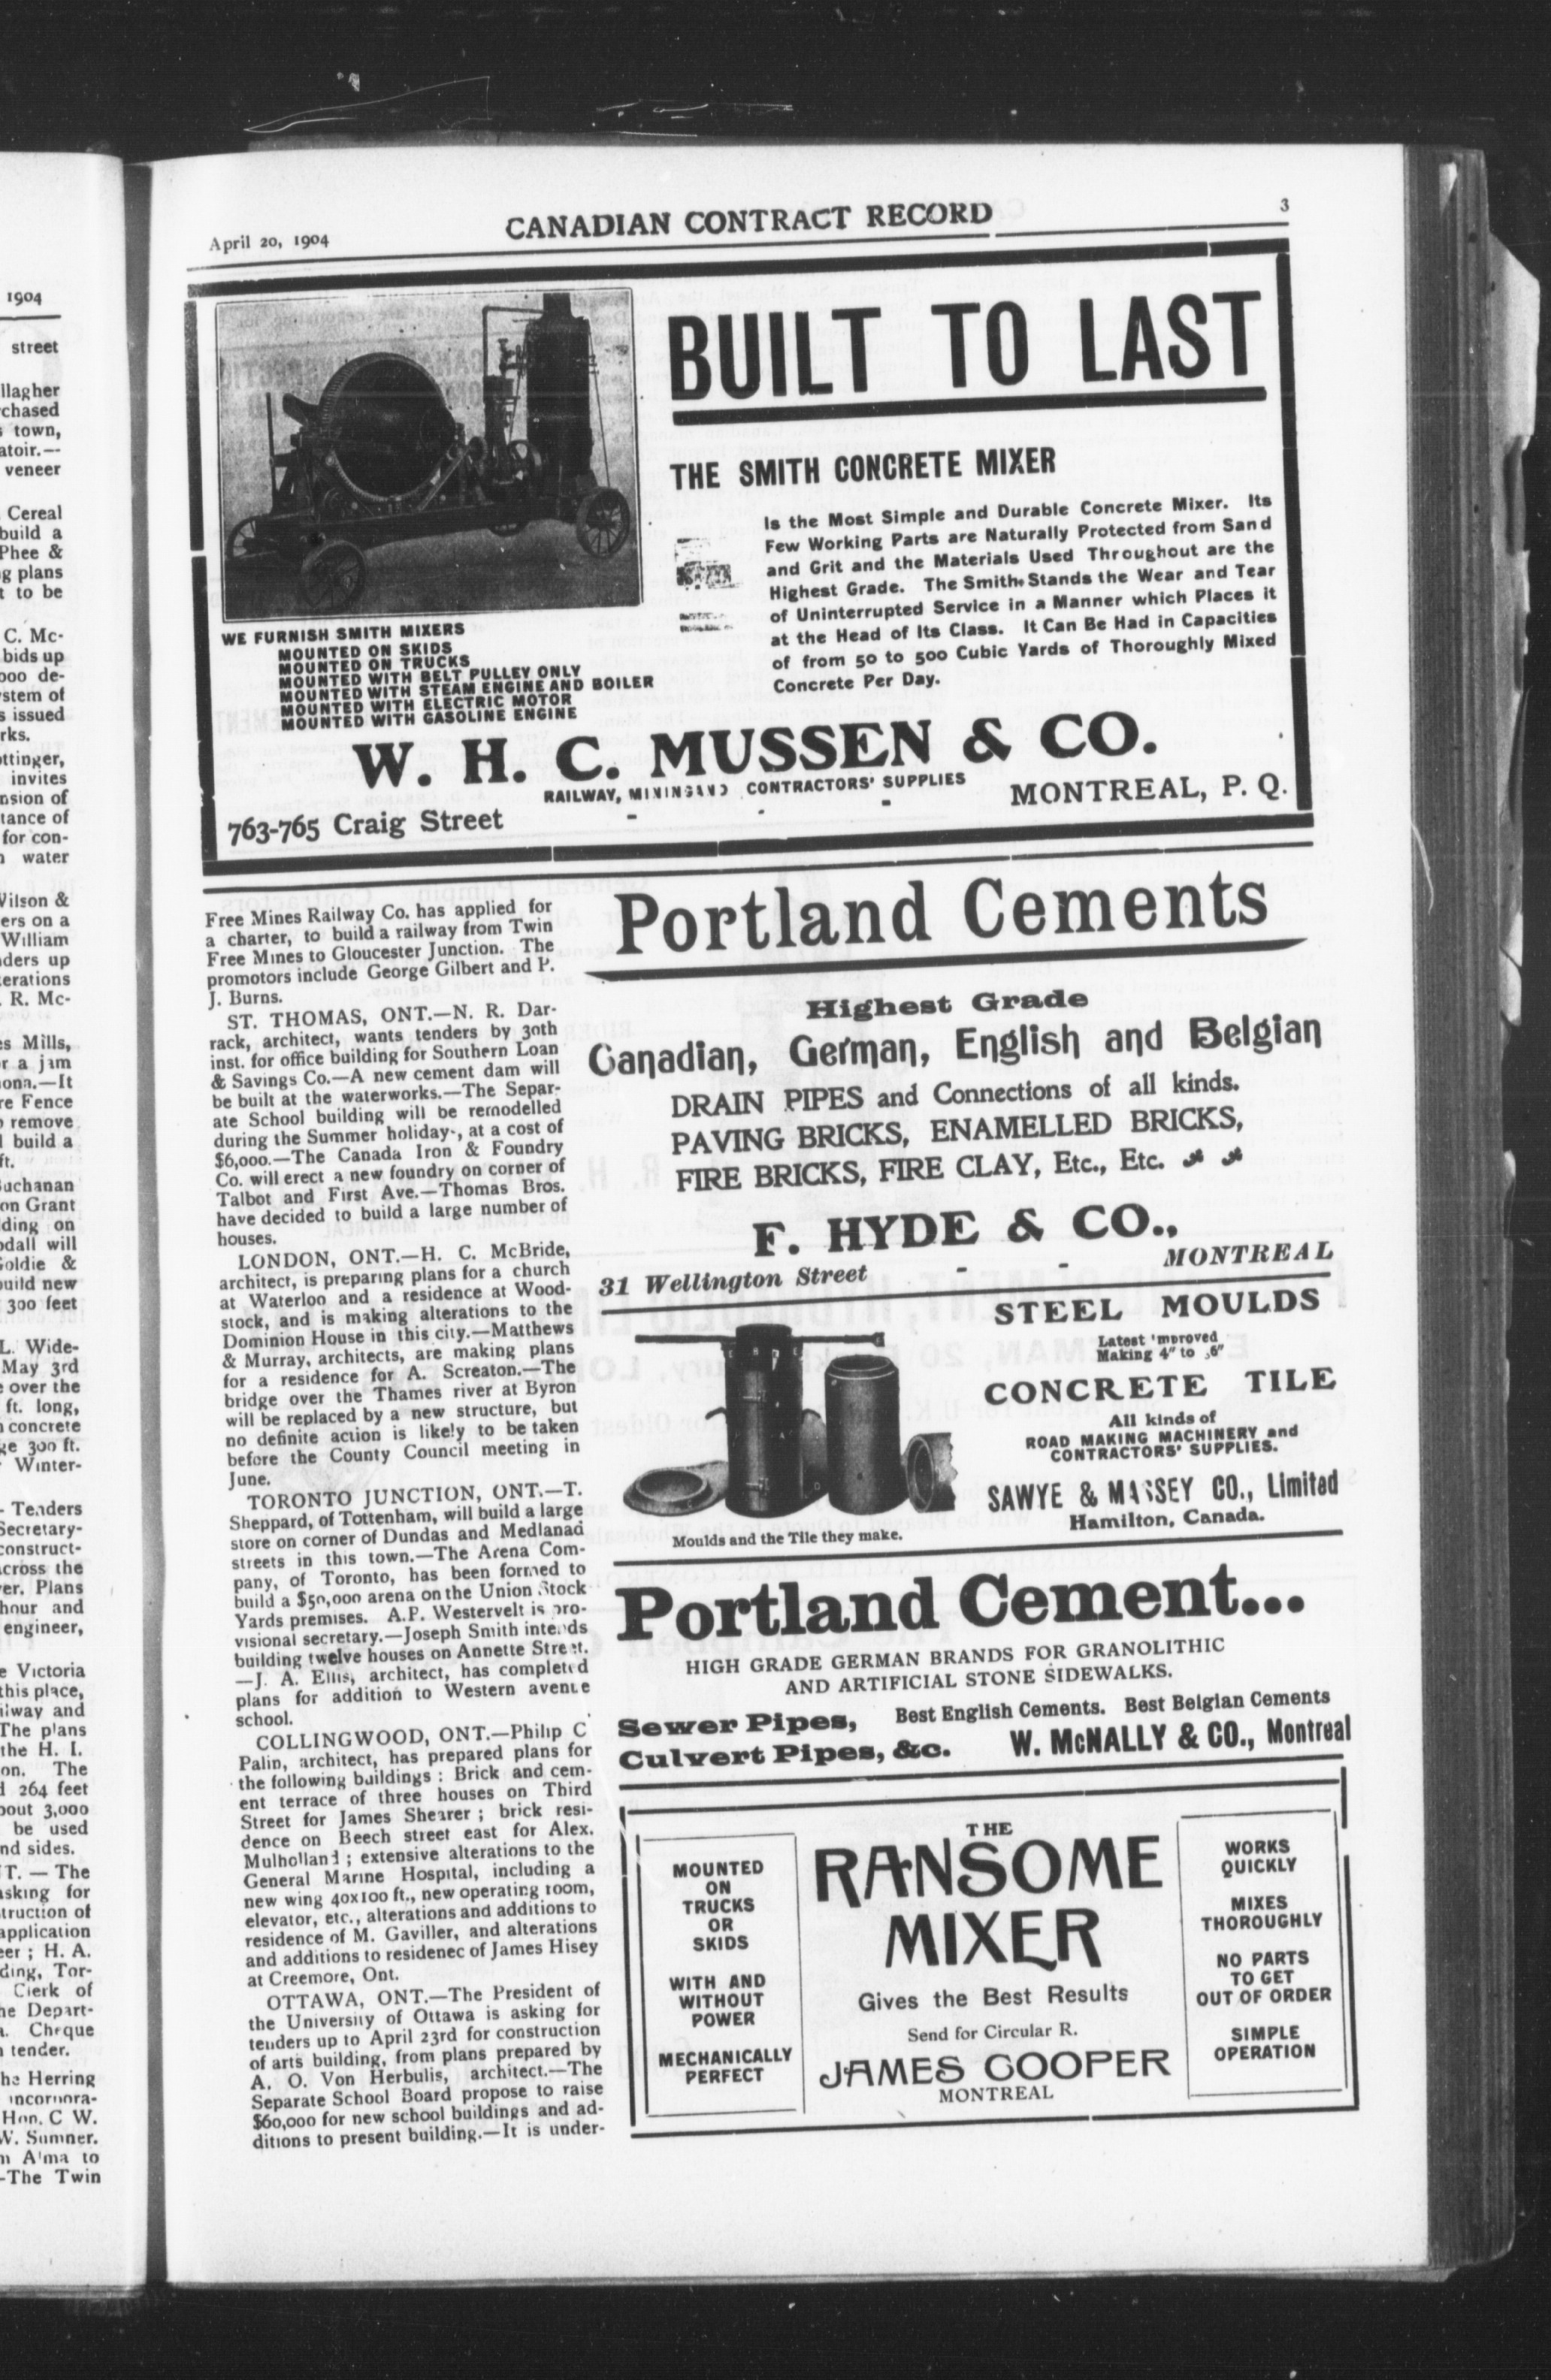 April 20, 1904
CANADIAN CONTRACT RECORD
3
BUILT TO LAST
THE SMITH CONCRETE MIXER
Is the Most Simple and Durable Concrete Mixer. Its
Few Working Parts are Naturally Protected from Sand
and Grit and the Materials Used Throughout are the
Highest Grade. The Smith Stands the Wear and Tear
of Uninterrupted Service in a Manner which Places it
at the Head of Its Class. It Can Be Had in Capacities
of from 50 to 500 Cubic Yards of Thoroughly Mixed
Concrete Per Day.
WE FURNISH SMITH MIXERS
MOUNTED ON SKIDS
MOUNTED ON TRUCKS
MOUNTED WITH BELT PULLEY ONLY
MOUNTED WITH STEAM ENGINE AND BOILER
MOUNTED WITH ELECTRIC MOTOR
MOUNTED WITH GASOLINE ENGINE
W. H. C. MUSSEN & CO.
RAILWAY, MINING AND CONTRACTORS' SUPPLIES
763-765 Craig Street - - - MONTREAL, P. Q.
Free Mines Railway Co. has applied for
a charter, to build a railway from Twin
Free Mines to Gloucester Junction. The
promotors include George Gilbert and P.
J. Burns.
ST. THOMAS, ONT.—N. R. Dar-
rack, architect, wants tenders by 30th
inst. for office building for Southern Loan
& Savings Co.—A new cement dam will
be built at the waterworks.—The Separ-
ate School building will be remodelled
during the Summer holiday-, at a cost of
$6,000.—The Canada Iron & Foundry
Co. will erect a new foundry on corner of
Talbot and First Ave.—Thomas Bros.
have decided to build a large number of
houses.
LONDON, ONT.—H. C. McBride,
architect, is preparing plans for a church
at Waterloo and a residence at Wood-
stock, and is making alterations to the
Dominion House in this city.—Matthews
& Murray, architects, are making plans
for a residence for A. Screaton.—The
bridge over the Thames river at Byron
will be replaced by a new structure, but
no definite action is likely to be taken
before the County Council meeting in
June.
TORONTO JUNCTION, ONT.—T.
Sheppard, of Tottenham, will build a large
store on corner of Dundas and Medlanad
streets in this town.—The Arena Com-
pany, of Toronto, has been formed to
build a $50,000 arena on the Union Stock
Yards premises. A.P. Westervelt is pro-
visional secretary.—Joseph Smith intends
building twelve houses on Annette Street.
—J. A. Ellis, architect, has completed
plans for addition to Western avenue
school.
COLLINGWOOD, ONT.—Philip C
Palin, architect, has prepared plans for
the following buildings : Brick and cem-
ent terrace of three houses on Third
Street for James Shearer ; brick resi-
dence on Beech street east for Alex.
Mulholland ; extensive alterations to the
General Marine Hospital, including a
new wing 40x100 ft., new operating room,
elevator, etc., alterations and additions to
residence of M. Gaviller, and alterations
and additions to residenec of James Hisey
at Creemore, Ont.
OTTAWA, ONT.—The President of
the University of Ottawa is asking for
tenders up to April 23rd for construction
of arts building, from plans prepared by
A. O. Von Herbulis, architect.—The
Separate School Board propose to raise
$60,000 for new school buildings and ad-
ditions to present building.—It is under-
Portland Cements
Highest Grade
Canadian, German, English and Belgian
DRAIN PIPES and Connections of all kinds.
PAVING BRICKS, ENAMELLED BRICKS,
FIRE BRICKS, FIRE CLAY, Etc., Etc.
F. HYDE & CO.,
31 Wellington Street - - MONTREAL
STEEL MOULDS
Latest 'mproved
Making 4" to 6"
CONCRETE TILE
All kinds of
ROAD MAKING MACHINERY and
CONTRACTORS' SUPPLIES.
SAWYE & MASSEY CO., Limited
Hamilton, Canada.
Moulds and the Tile they make.
Portland Cement...
HIGH GRADE GERMAN BRANDS FOR GRANOLITHIC
AND ARTIFICIAL STONE SIDEWALKS.
Sewer Pipes,
Culvert Pipes, &c.
Best English Cements. Best Belgian Cements
W. McNALLY & CO., Montreal
MOUNTED
ON
TRUCKS
OR
SKIDS
WITH AND
WITHOUT
POWER
MECHANICALLY
PERFECT
THE
RANSOME
MIXER
Gives the Best Results
Send for Circular R.
JAMES COOPER
MONTREAL
WORKS
QUICKLY
MIXES
THOROUGHLY
NO PARTS
TO GET
OUT OF ORDER
SIMPLE
OPERATION